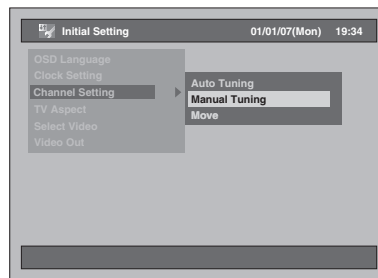 Initial Setting 01/01/07(Mon) 19:34
OSD Language
Clock Setting
Channel Setting
TV Aspect
Select Video
Video Out
Auto Tuning
Manual Tuning
Move